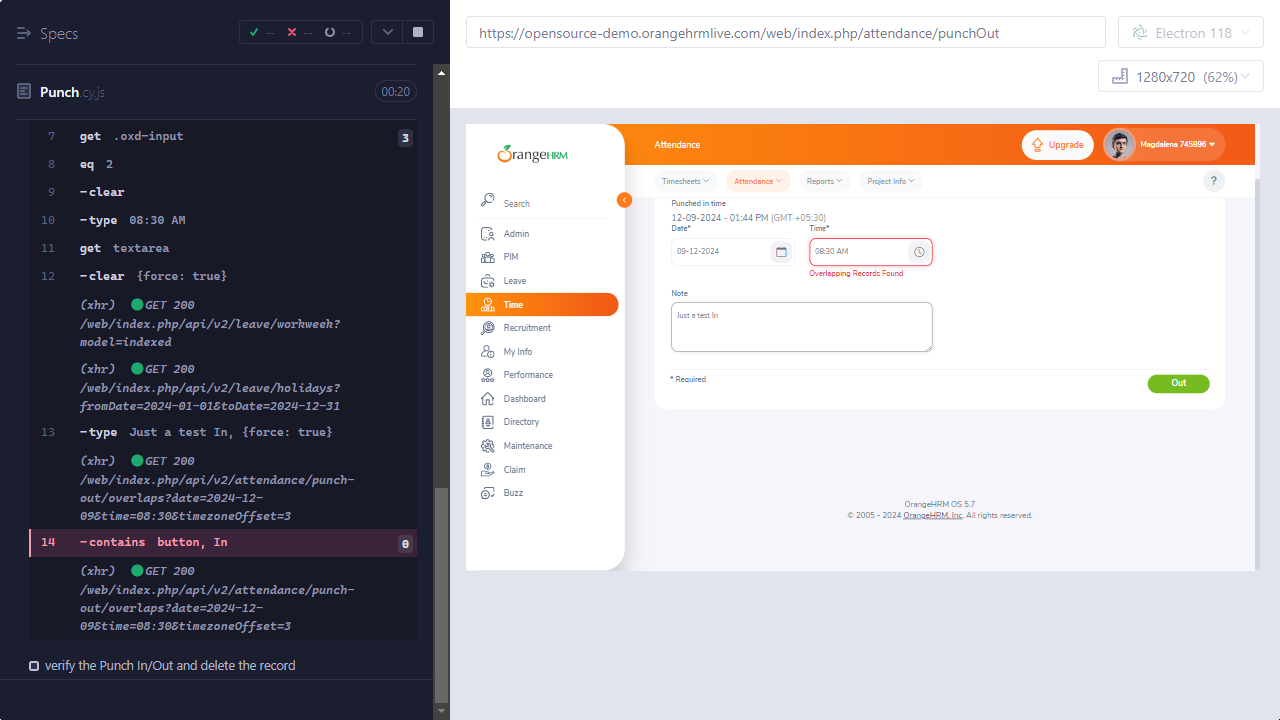 Specs
-- -- --
Punch.cy.js
00:20
7 get .oxd-input 3
8 eq 2
9 -clear
10 -type 08:30 AM
11 get textarea
12 -clear {force: true}
(xhr) GET 200
/web/index.php/api/v2/leave/workweek?
model=indexed
(xhr) GET 200
/web/index.php/api/v2/leave/holidays?
fromDate=2024-01-01&toDate=2024-12-31
13 -type Just a test In, {force: true}
(xhr) GET 200
/web/index.php/api/v2/attendance/punch-
out/overlaps?date=2024-12-
09&time=08:30&timezoneOffset=3
14 -contains button, In 0
(xhr) GET 200
/web/index.php/api/v2/attendance/punch-
out/overlaps?date=2024-12-
09&time=08:30&timezoneOffset=3
verify the Punch In/Out and delete the record
https://opensource-demo.orangehrmlive.com/web/index.php/attendance/punchOut
Electron 118
1280x720 (62%)
OrangeHRM
Search
Admin
PIM
Leave
Time
Recruitment
My Info
Performance
Dashboard
Directory
Maintenance
Claim
Buzz
Attendance
Upgrade
Magdalena 745896
Timesheets
Attendance
Reports
Project Info
?
Punched in time
12-09-2024 - 01:44 PM (GMT +05:30)
Date* Time*
09-12-2024 08:30 AM
Overlapping Records Found
Note
Just a test In
* Required
Out
OrangeHRM OS 5.7
© 2005 - 2024 OrangeHRM, Inc. All rights reserved.